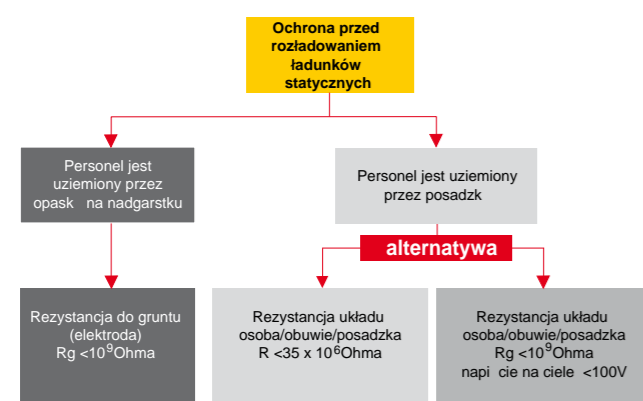 Ochrona przed
rozładowaniem
ładunków
statycznych
Personel jest
uziemiony przez
opask na nadgarstku
Personel jest uziemiony
przez posadzk
alternatywa
Rezystancja do gruntu
(elektroda)
Rg <10⁹Ohma
Rezystancja układu
osoba/obuwie/posadzka
R <35 x 10⁶Ohma
Rezystancja układu
osoba/obuwie/posadzka
Rg <10⁹Ohma
napi cie na ciele <100V